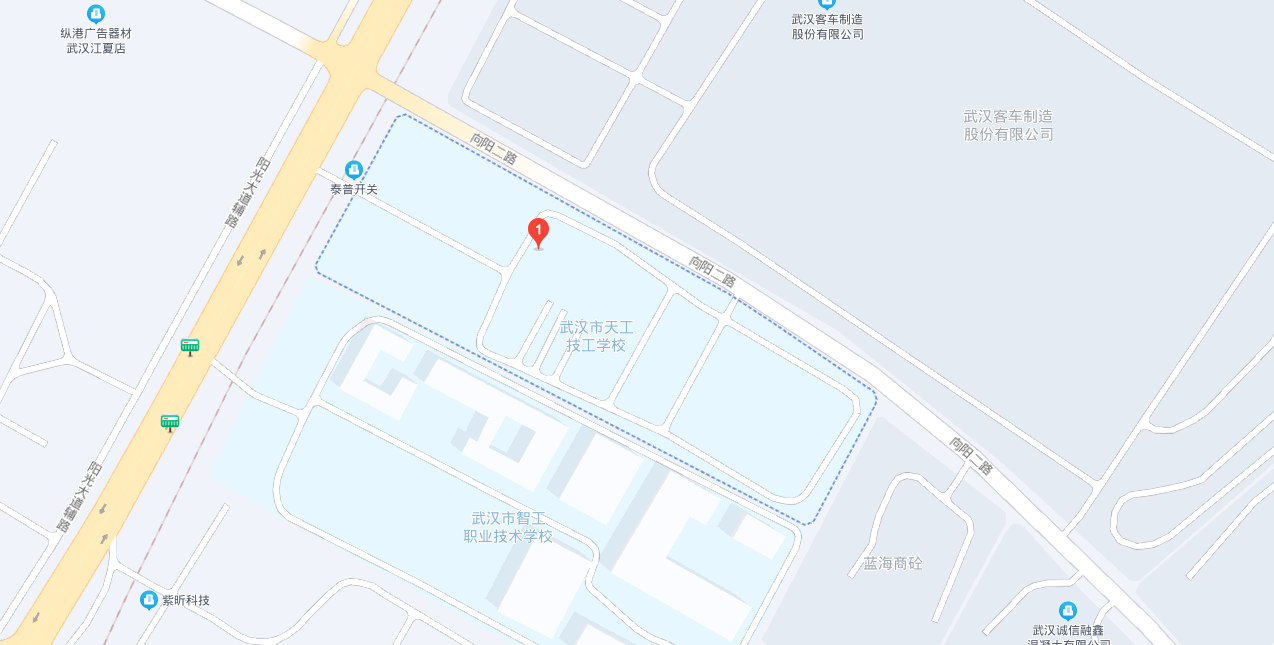 纵港广告器材
武汉江夏店
武汉客车制造
股份有限公司
武汉客车制造
股份有限公司
向阳二路
阳光大道辅路
泰普开关
1
向阳二路
武汉市天工
技工学校
向阳二路
阳光大道辅路
武汉市智工
职业技术学校
蓝海商砼
紫昕科技
武汉诚信融鑫
混凝土有限公司